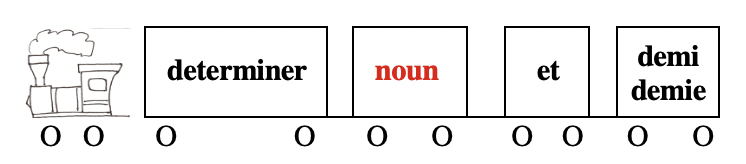 determiner
noun
et
demi
demie
O O O O O O O O O O